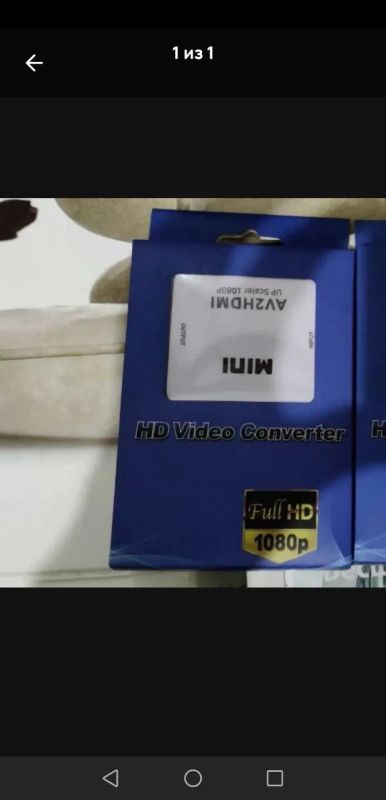 1 из 1
UP Scaler 1080P
AV2HDMI
OUTPUT
INPUT
MINI
HD Video Converter
H
Full HD
1080p